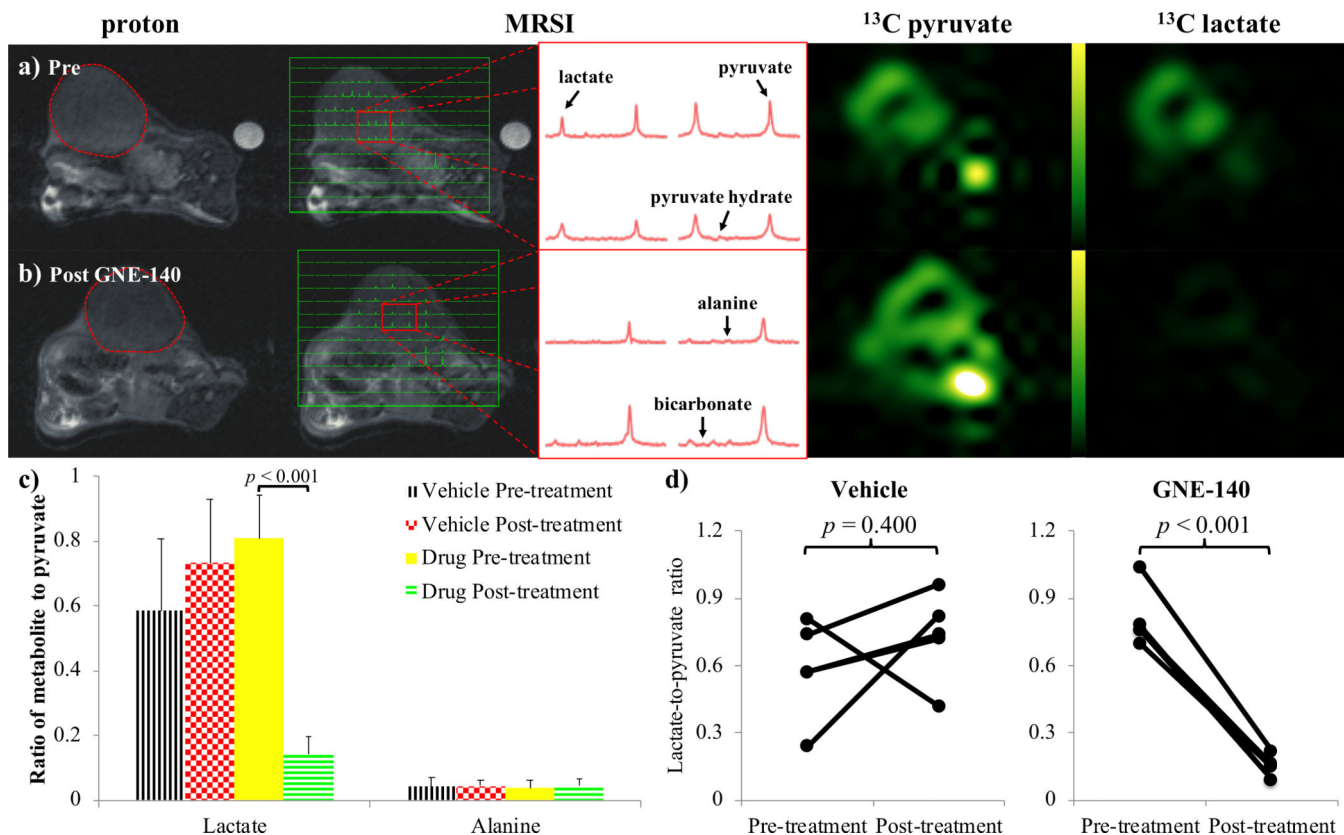 proton MRSI ¹³C pyruvate ¹³C lactate
a) Pre
lactate
pyruvate
pyruvate hydrate
b) Post GNE-140
alanine
bicarbonate
c)
Ratio of metabolite to pyruvate
1
0.8
0.6
0.4
0.2
0
p < 0.001
Vehicle Pre-treatment
Vehicle Post-treatment
Drug Pre-treatment
Drug Post-treatment
Lactate Alanine
d)
Vehicle
p = 0.400
Lactate-to-pyruvate ratio
1.2
0.9
0.6
0.3
0
Pre-treatment Post-treatment
GNE-140
p < 0.001
1.2
0.9
0.6
0.3
0
Pre-treatment Post-treatment